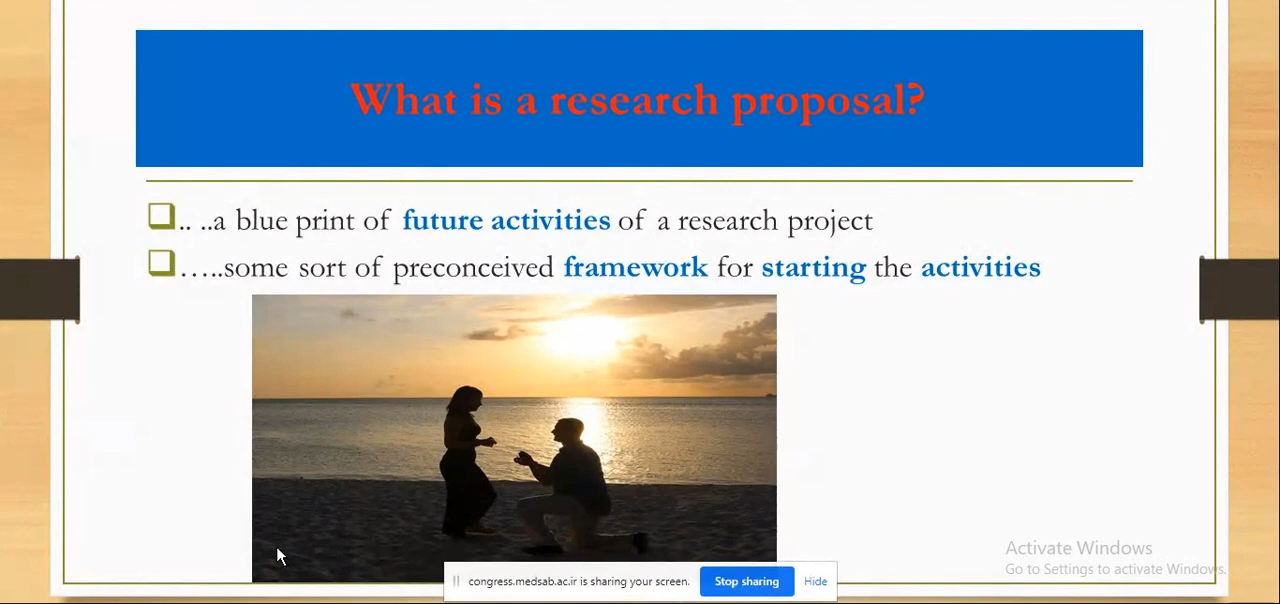 What is a research proposal?
.. ..a blue print of future activities of a research project
…..some sort of preconceived framework for starting the activities
Activate Windows
Go to Settings to activate Windows.
congress.medsab.ac.ir is sharing your screen. Stop sharing Hide